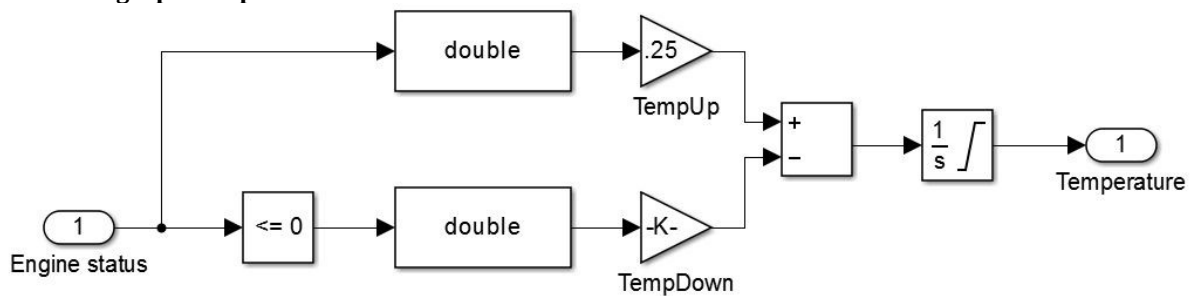 double
.25
TempUp
+
−
1
s
1
Temperature
1
Engine status
<= 0
double
-K-
TempDown